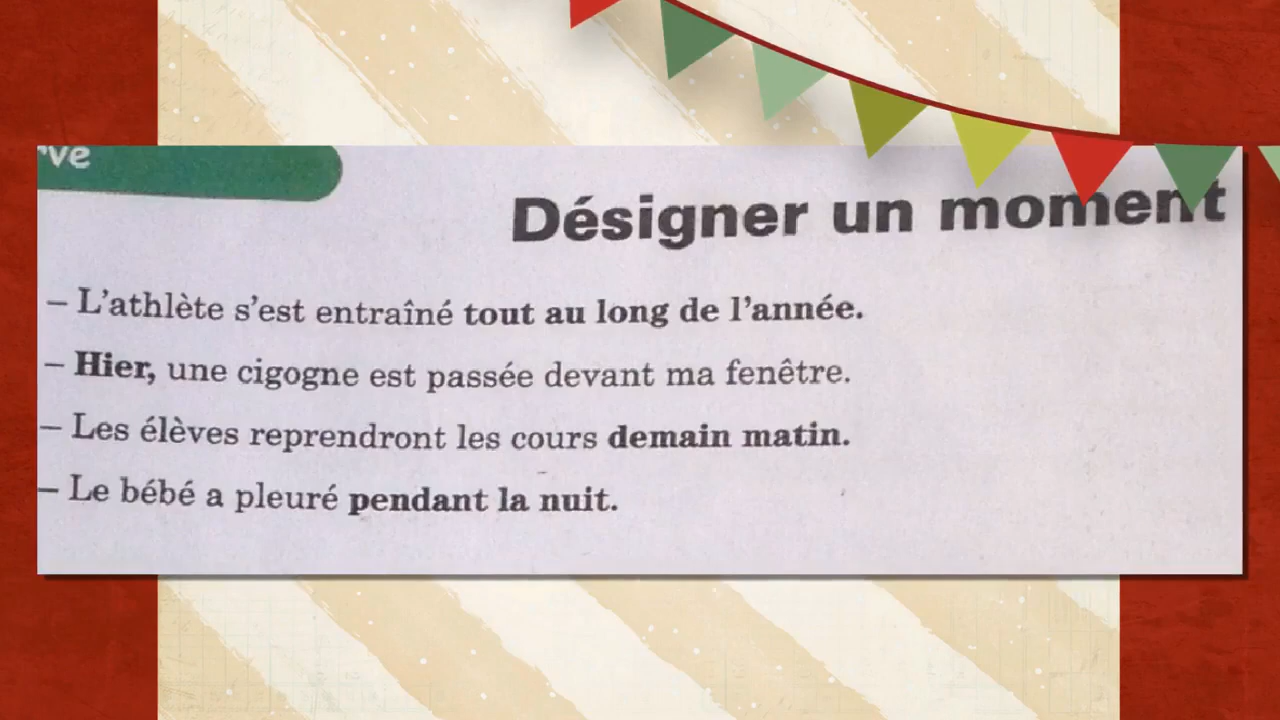 've
Désigner un moment
– L'athlète s'est entraîné tout au long de l'année.
– Hier, une cigogne est passée devant ma fenêtre.
– Les élèves reprendront les cours demain matin.
– Le bébé a pleuré pendant la nuit.